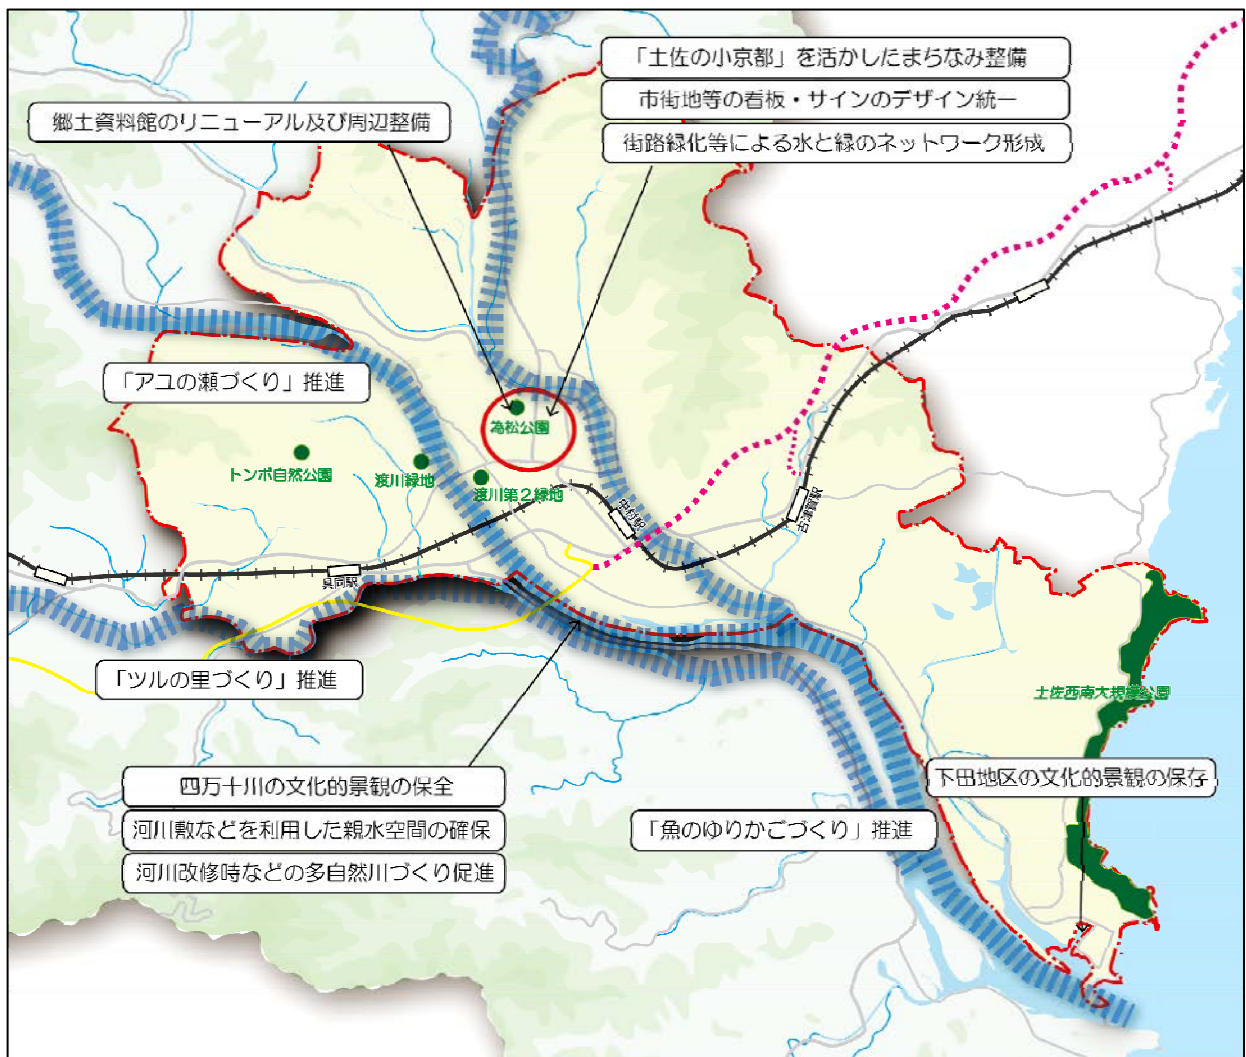 「土佐の小京都」を活かしたまちなみ整備
市街地等の看板・サインのデザイン統一
街路緑化等による水と緑のネットワーク形成
郷土資料館のリニューアル及び周辺整備
「アユの瀬づくり」推進
為松公園
トンボ自然公園
渡川緑地
渡川第2緑地
中村駅
古津賀駅
具同駅
「ツルの里づくり」推進
土佐西南大規模公園
四万十川の文化的景観の保全
河川敷などを利用した親水空間の確保
河川改修時などの多自然川づくり促進
下田地区の文化的景観の保存
「魚のゆりかごづくり」推進